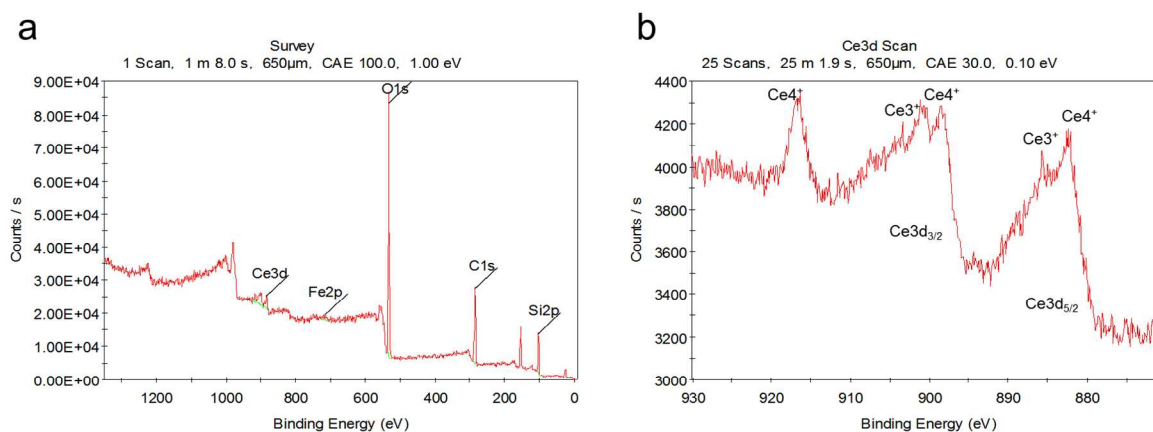 a
Survey
1 Scan, 1 m 8.0 s, 650µm, CAE 100.0, 1.00 eV
9.00E+04
8.00E+04
7.00E+04
6.00E+04
5.00E+04
4.00E+04
3.00E+04
2.00E+04
1.00E+04
0.00E+00
Counts / s
O1s
Ce3d
Fe2p
C1s
Si2p
1200 1000 800 600 400 200 0
Binding Energy (eV)
b
Ce3d Scan
25 Scans, 25 m 1.9 s, 650µm, CAE 30.0, 0.10 eV
4400
4200
4000
3800
3600
3400
3200
3000
Counts / s
Ce4⁺
Ce3⁺
Ce4⁺
Ce3⁺
Ce4⁺
Ce3d₃/₂
Ce3d₅/₂
930 920 910 900 890 880
Binding Energy (eV)